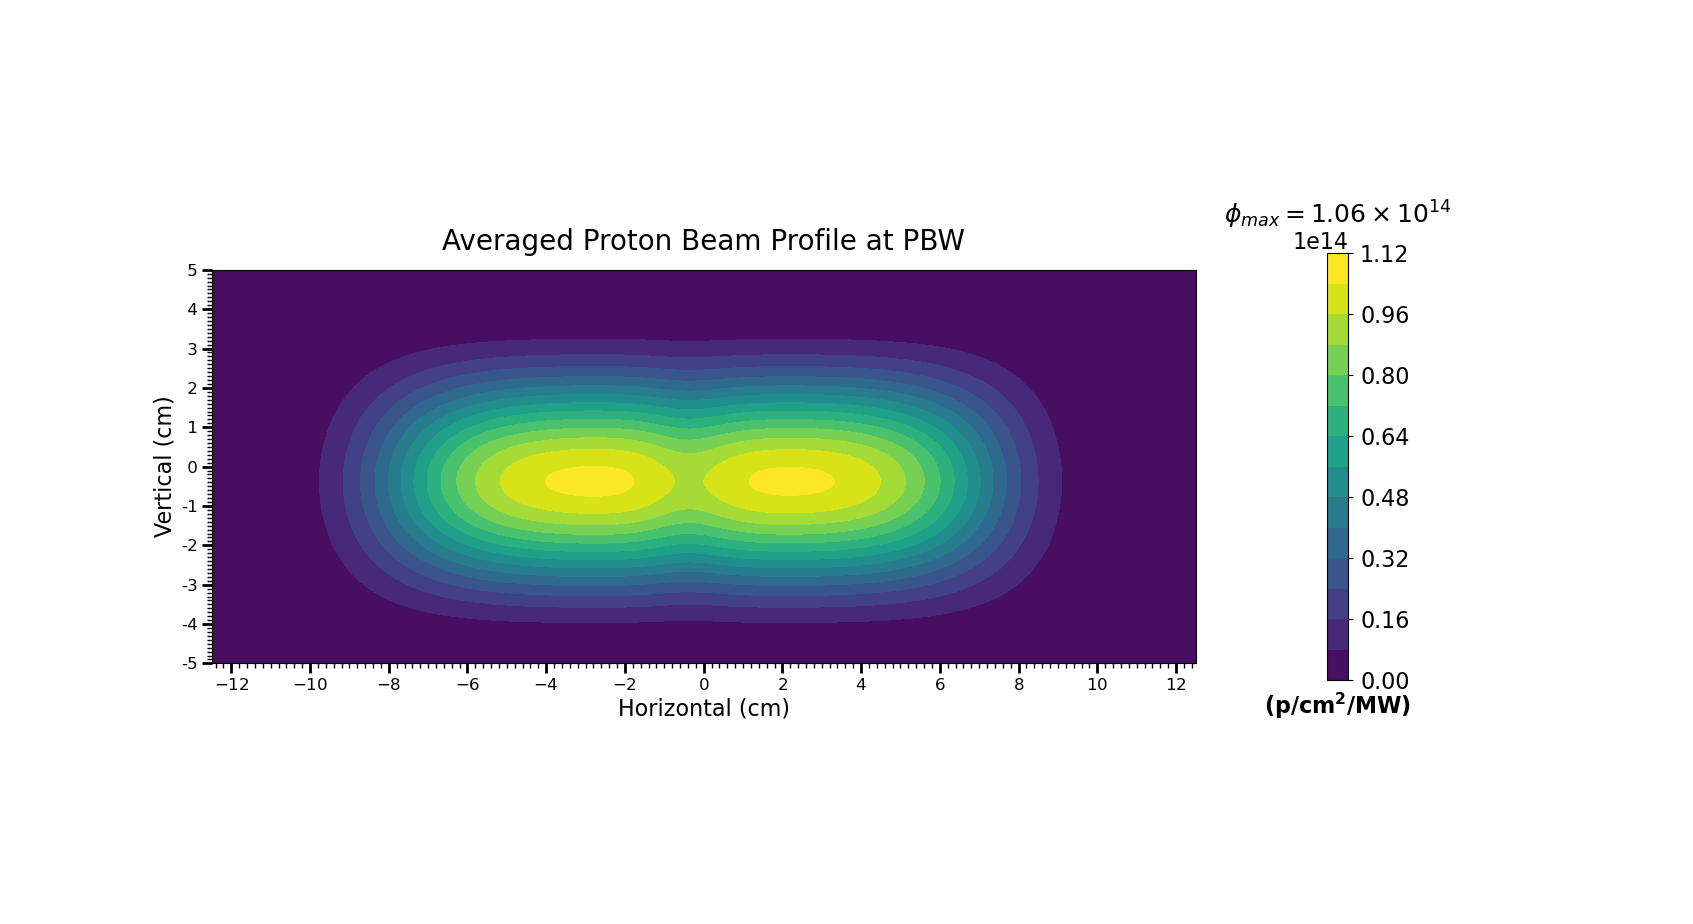 ϕmax = 1.06 × 10^14
1e14
Averaged Proton Beam Profile at PBW
5
4
3
2
1
0
-1
-2
-3
-4
-5
Vertical (cm)
−12 −10 −8 −6 −4 −2 0 2 4 6 8 10 12
Horizontal (cm)
1.12
0.96
0.80
0.64
0.48
0.32
0.16
0.00
(p/cm²/MW)